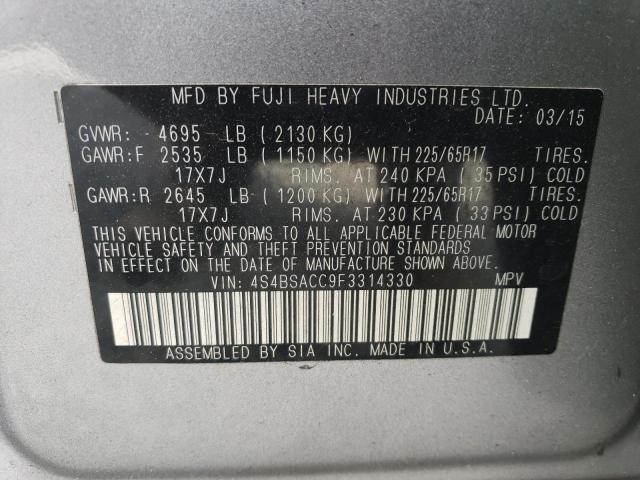 MFD BY FUJI HEAVY INDUSTRIES LTD.
DATE: 03/15
GVWR: 4695 LB ( 2130 KG)
GAWR:F 2535 LB ( 1150 KG) WITH 225/65R17 TIRES.
17X7J RIMS. AT 240 KPA ( 35 PSI) COLD
GAWR:R 2645 LB ( 1200 KG) WITH 225/65R17 TIRES.
17X7J RIMS. AT 230 KPA ( 33 PSI) COLD
THIS VEHICLE CONFORMS TO ALL APPLICABLE FEDERAL MOTOR
VEHICLE SAFETY AND THEFT PREVENTION STANDARDS
IN EFFECT ON THE DATE OF MANUFACTURE SHOWN ABOVE.
VIN: 4S4BSACC9F3314330 MPV
ASSEMBLED BY SIA INC. MADE IN U.S.A.